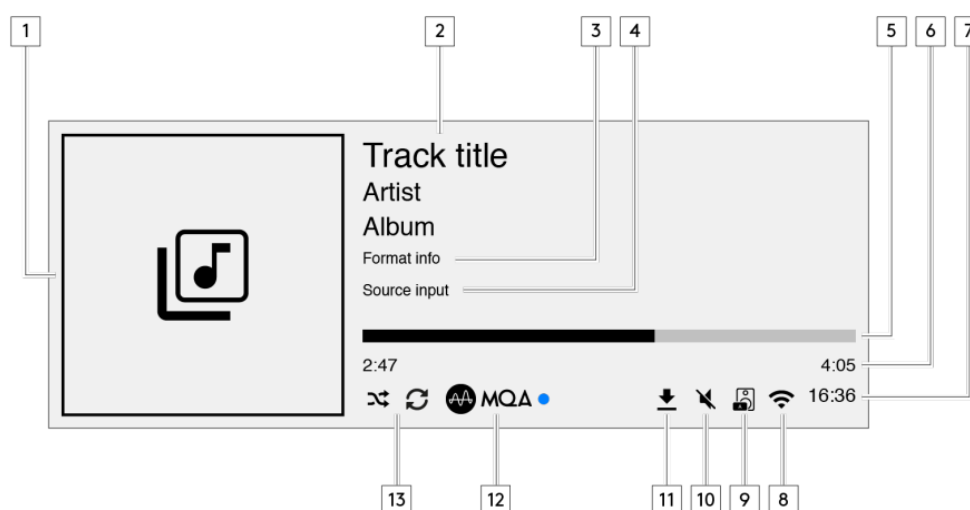 1 2 3 4 5 6 7
Track title
Artist
Album
Format info
Source input
2:47 4:05
MQA 16:36
13 12 11 10 9 8